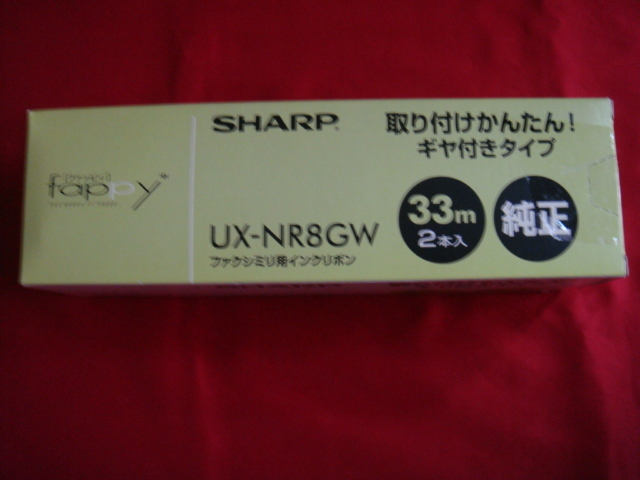 fappy
SHARP
取り付けかんたん!
ギヤ付きタイプ
UX-NR8GW
ファクシミリ用インクリボン
33m
2本入
純正
SHARP